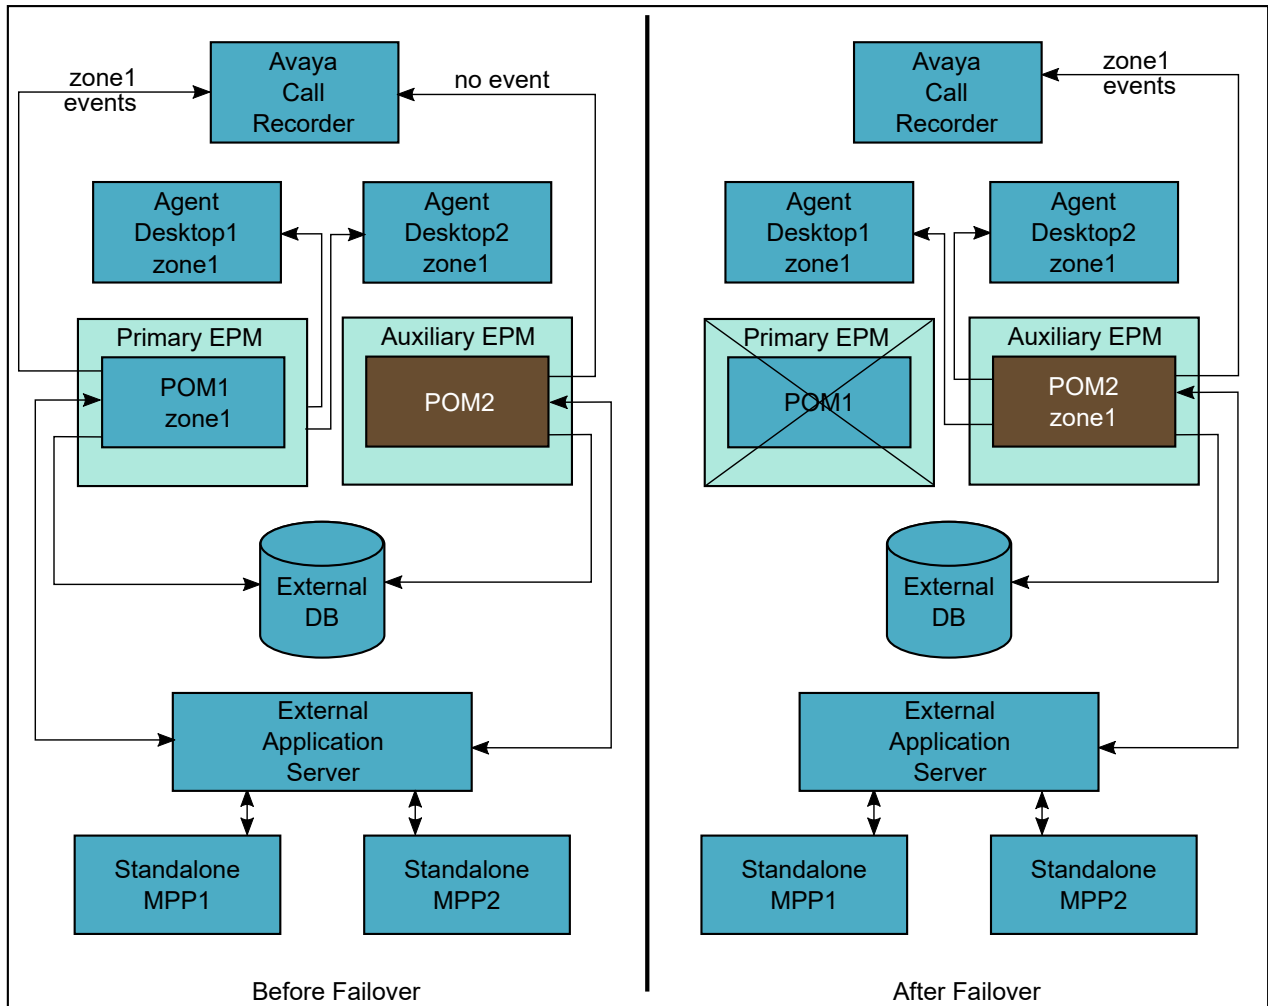 Avaya
Call
Recorder
zone1
events
no event
Agent
Desktop1
zone1
Agent
Desktop2
zone1
Primary EPM
POM1
zone1
Auxiliary EPM
POM2
External
DB
External
Application
Server
Standalone
MPP1
Standalone
MPP2
Before Failover
Avaya
Call
Recorder
zone1
events
Agent
Desktop1
zone1
Agent
Desktop2
zone1
Primary EPM
POM1
Auxiliary EPM
POM2
zone1
External
DB
External
Application
Server
Standalone
MPP1
Standalone
MPP2
After Failover